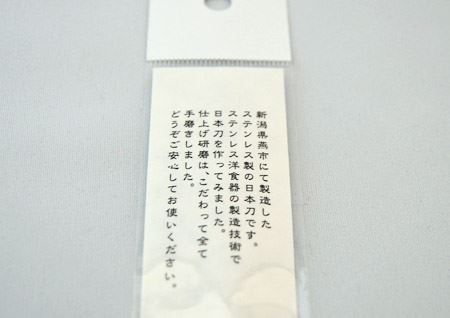 新潟県燕市にて製造した
ステンレス製の日本刀です。
ステンレス洋食器の製造技術で
日本刀を作ってみました。
仕上げ研磨は、こだわって全て
手磨きしました。
どうぞご安心してお使いください。